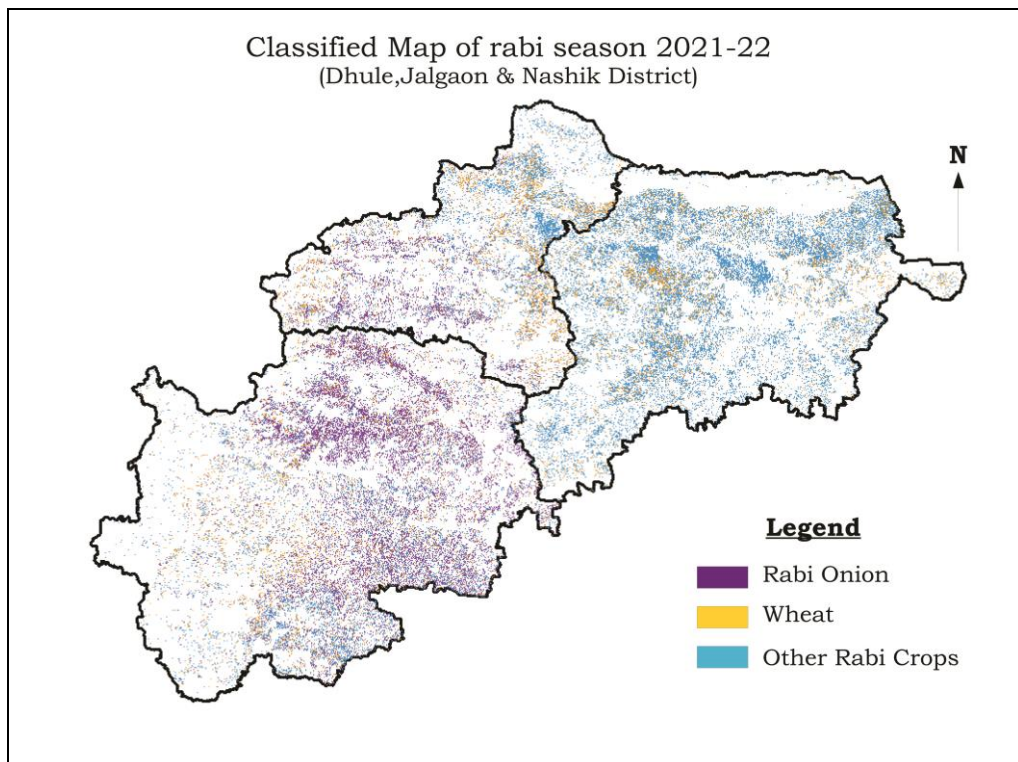 Classified Map of rabi season 2021-22
(Dhule,Jalgaon & Nashik District)
N
Legend
Rabi Onion
Wheat
Other Rabi Crops